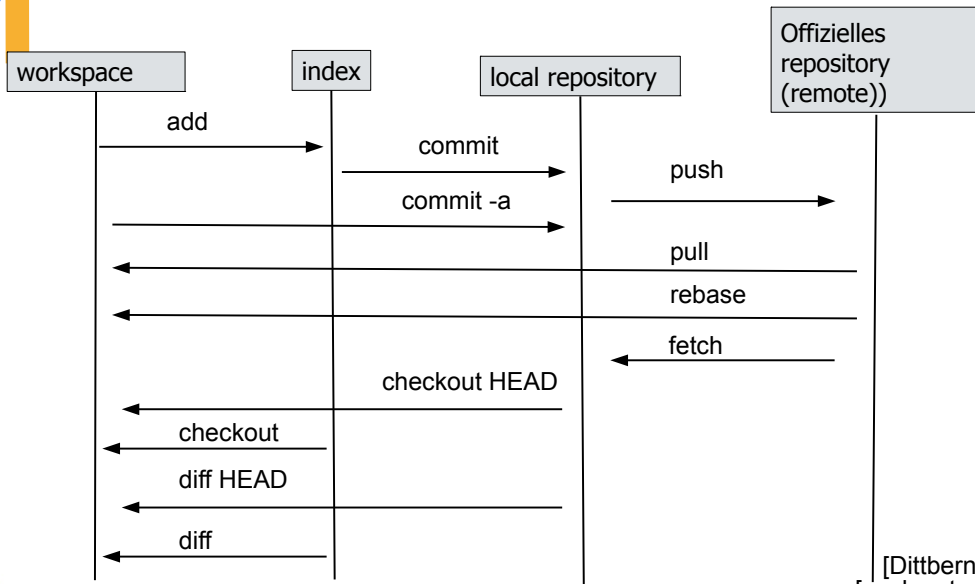 workspace
index
local repository
Offizielles
repository
(remote))
add
commit
push
commit -a
pull
rebase
fetch
checkout HEAD
checkout
diff HEAD
diff
[Dittbern